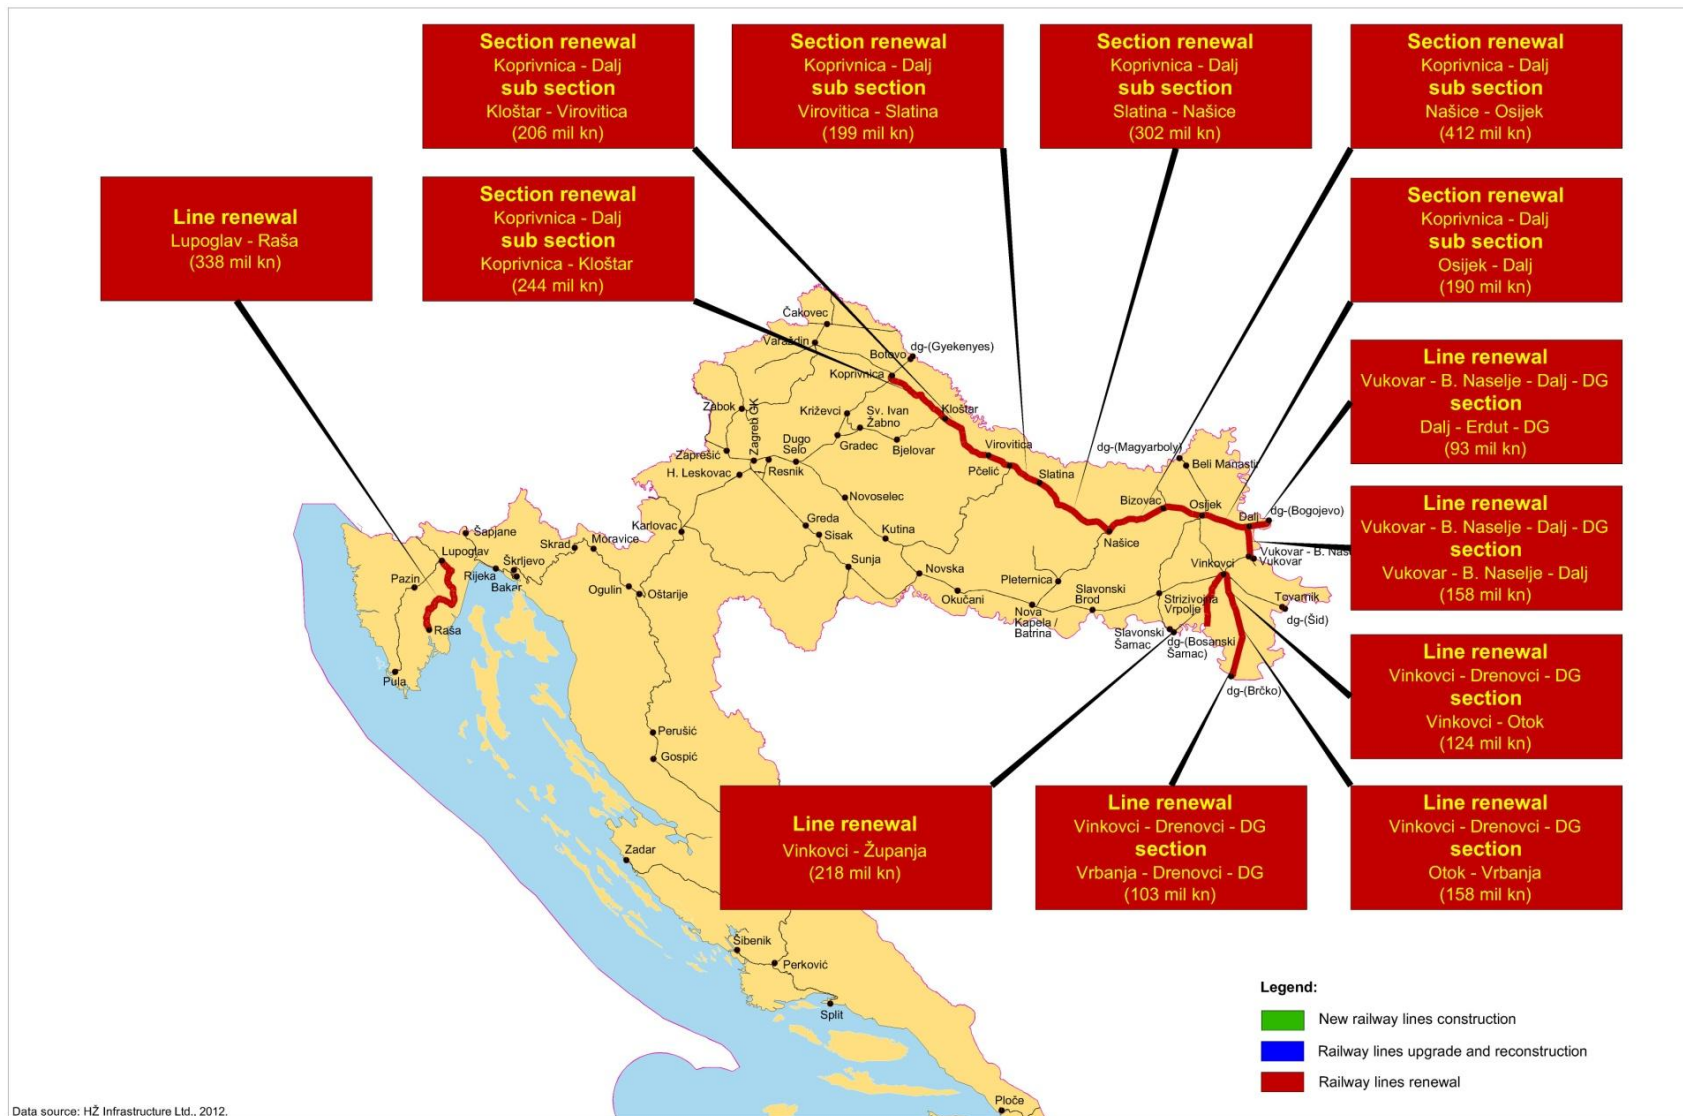 Section renewal
Koprivnica - Dalj
sub section
Kloštar - Virovitica
(206 mil kn)
Section renewal
Koprivnica - Dalj
sub section
Virovitica - Slatina
(199 mil kn)
Section renewal
Koprivnica - Dalj
sub section
Slatina - Našice
(302 mil kn)
Section renewal
Koprivnica - Dalj
sub section
Našice - Osijek
(412 mil kn)
Line renewal
Lupoglav - Raša
(338 mil kn)
Section renewal
Koprivnica - Dalj
sub section
Koprivnica - Kloštar
(244 mil kn)
Section renewal
Koprivnica - Dalj
sub section
Osijek - Dalj
(190 mil kn)
Line renewal
Vukovar - B. Naselje - Dalj - DG
section
Dalj - Erdut - DG
(93 mil kn)
Line renewal
Vukovar - B. Naselje - Dalj - DG
section
Vukovar - B. Naselje - Dalj
(158 mil kn)
Line renewal
Vinkovci - Drenovci - DG
section
Vinkovci - Otok
(124 mil kn)
Line renewal
Vinkovci - Županja
(218 mil kn)
Line renewal
Vinkovci - Drenovci - DG
section
Vrbanja - Drenovci - DG
(103 mil kn)
Line renewal
Vinkovci - Drenovci - DG
section
Otok - Vrbanja
(158 mil kn)
Čakovec
Varaždin
Botovo
dg-(Gyekenyes)
Koprivnica
Zabok
Zagreb GK
Križevci
Sv. Ivan
Žabno
Kloštar
Dugo
Selo
Gradec
Bjelovar
Virovitica
Zaprešić
H. Leskovac
Resnik
Pčelić
Slatina
dg-(Magyarboly)
Beli Manastir
Novoselec
Bizovac
Osijek
Dalj
dg-(Bogojevo)
Karlovac
Greda
Sisak
Kutina
Našice
Šapjane
Skrad
Moravice
Lupoglav
Rijeka
Škrljevo
Bakar
Pazin
Ogulin
Oštarije
Sunja
Novska
Okučani
Pleternica
Nova
Kapela /
Batrina
Slavonski
Brod
Strizivojna
Vrpolje
Vinkovci
Vukovar - B. Nas
Vukovar
Tovarnik
dg-(Šid)
Slavonski
Šamac
dg-(Bosanski
Šamac)
dg-(Brčko)
Raša
Pula
Perušić
Gospić
Zadar
Šibenik
Perković
Split
Ploče
Legend:
New railway lines construction
Railway lines upgrade and reconstruction
Railway lines renewal
Data source: HŽ Infrastructure Ltd., 2012.